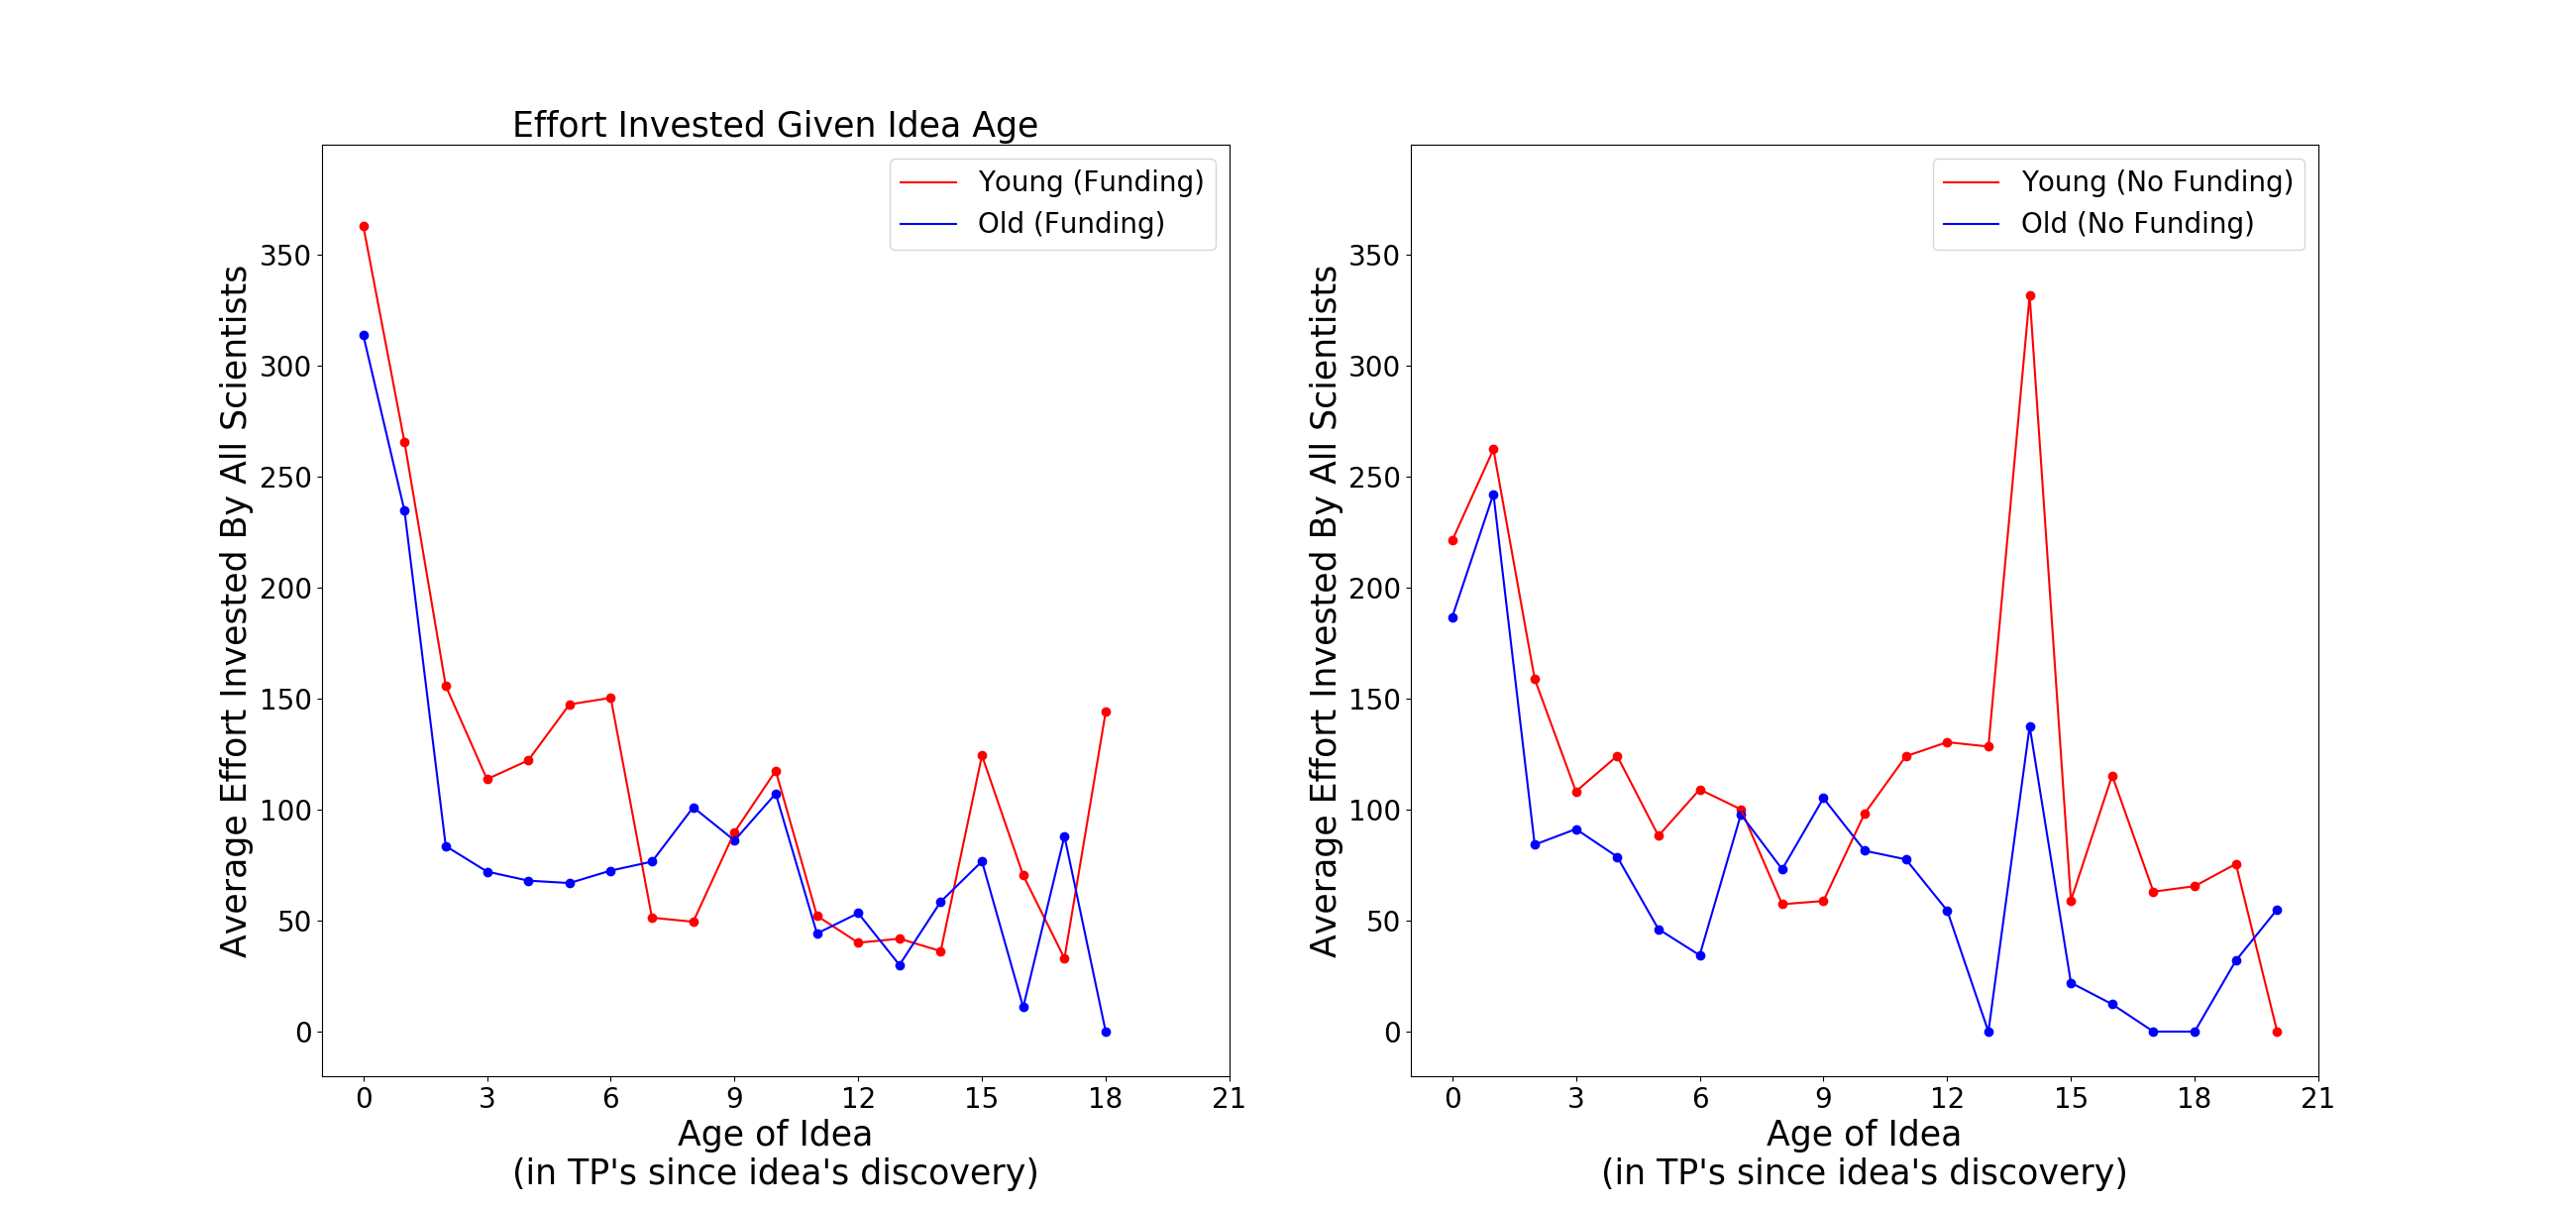 Effort Invested Given Idea Age
Young (Funding)
Old (Funding)
Average Effort Invested By All Scientists
350
300
250
200
150
100
50
0
0 3 6 9 12 15 18 21
Age of Idea
(in TP's since idea's discovery)
Young (No Funding)
Old (No Funding)
Average Effort Invested By All Scientists
350
300
250
200
150
100
50
0
0 3 6 9 12 15 18 21
Age of Idea
(in TP's since idea's discovery)